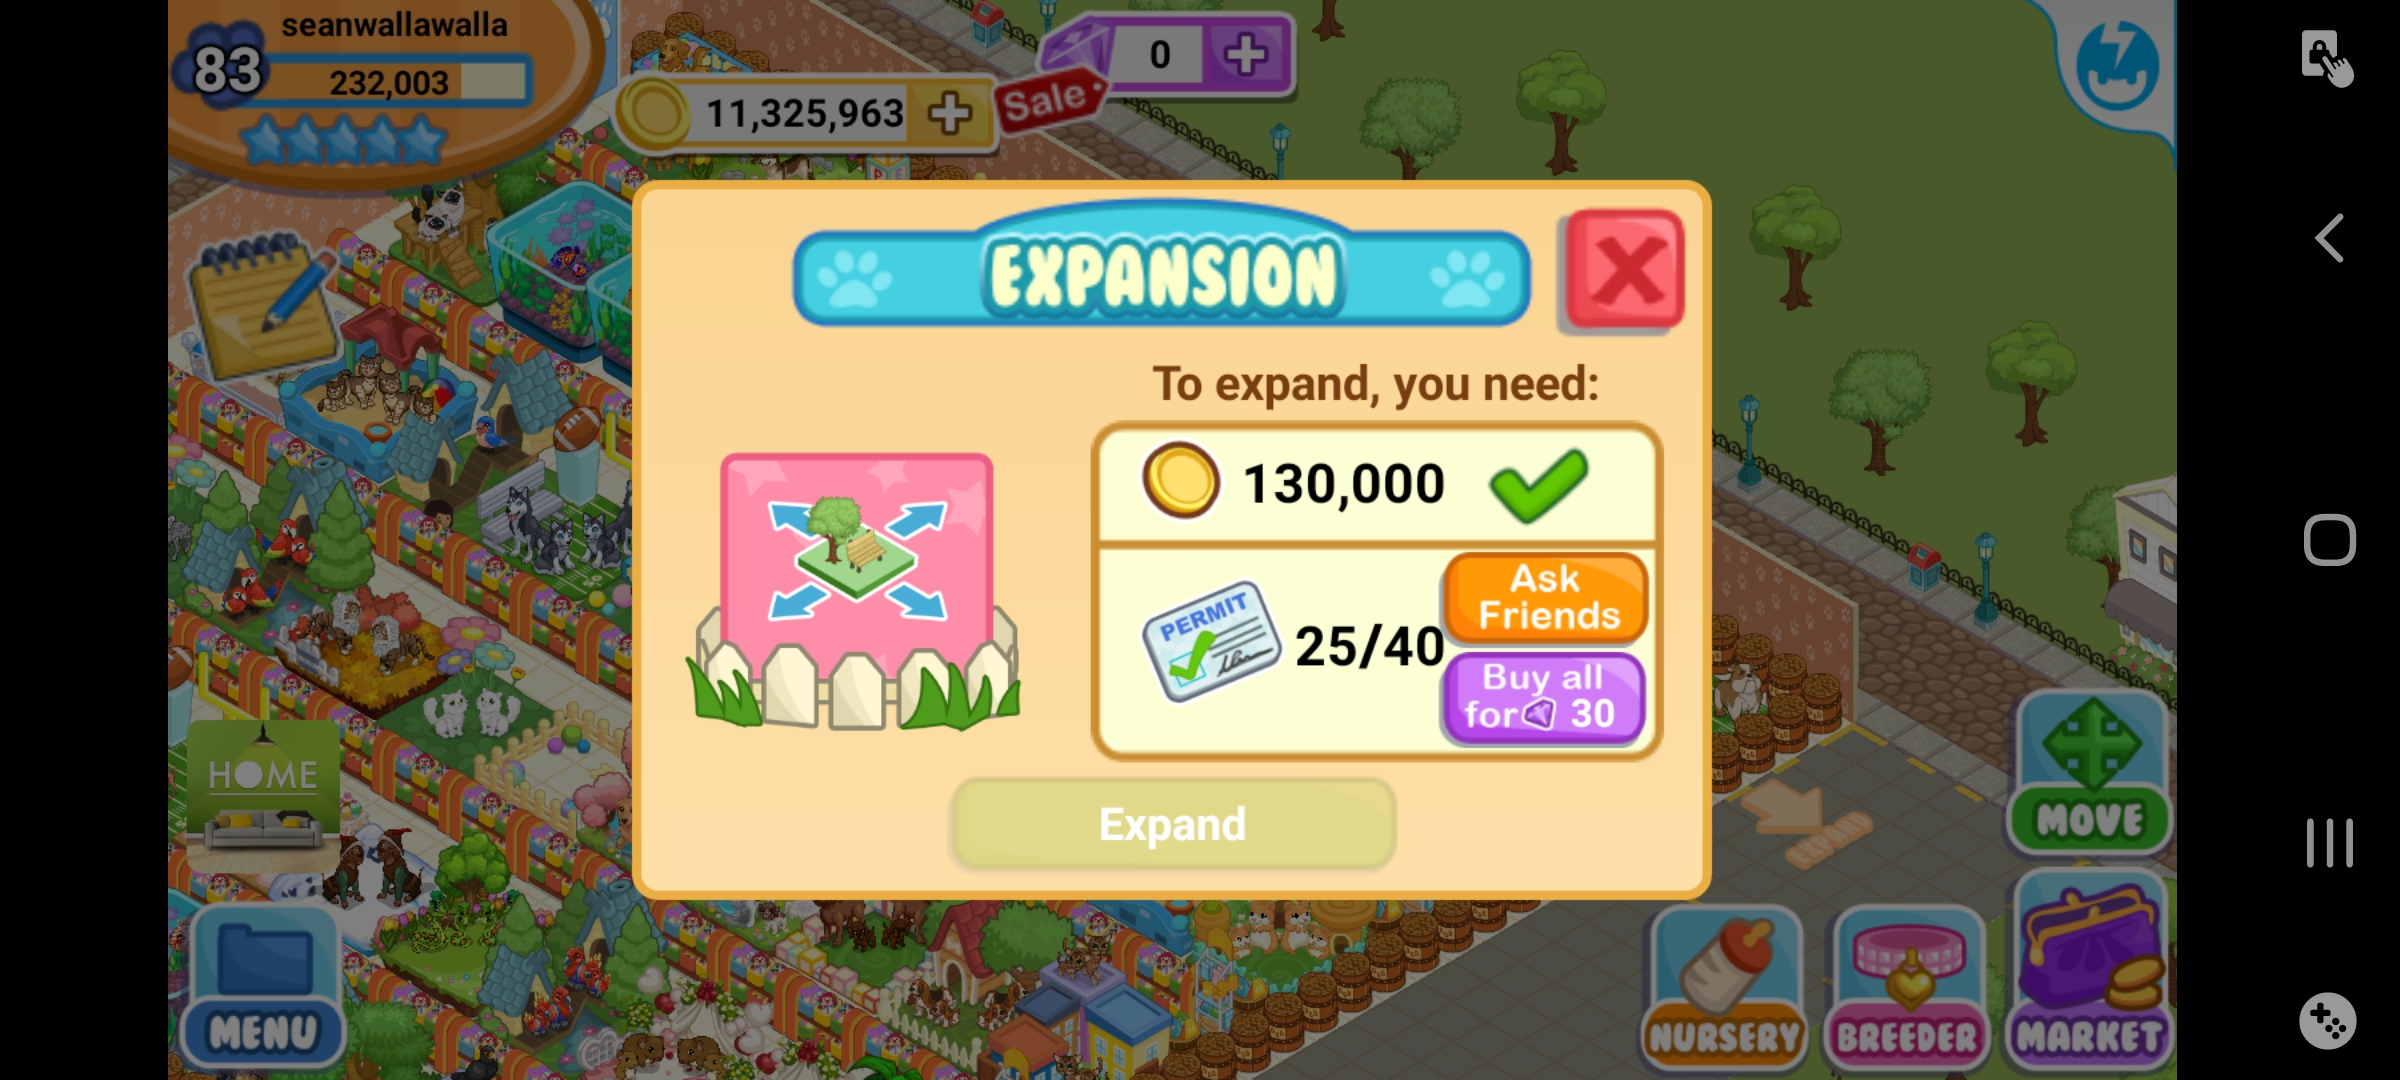 seanwallawalla
83
232,003
0
11,325,963
Sale
EXPANSION
To expand, you need:
130,000
PERMIT
25/40
Ask
Friends
Buy all
for 30
Expand
HOME
EXPAND
MOVE
MENU
NURSERY
BREEDER
MARKET